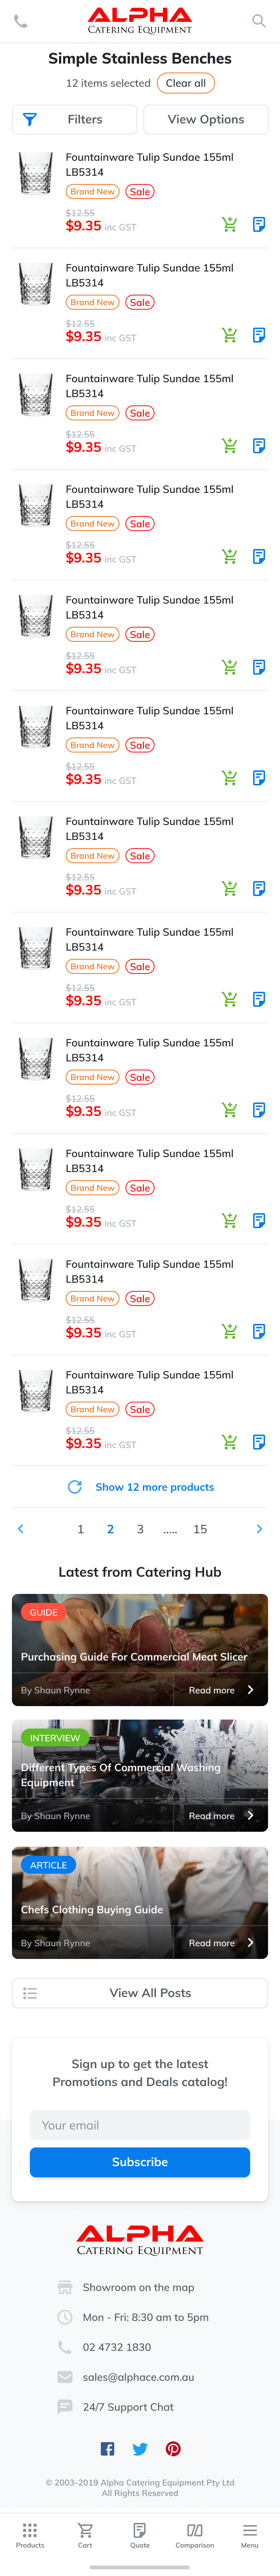 ALPHA
CATERING EQUIPMENT
Simple Stainless Benches
12 items selected Clear all
Filters View Options
Fountainware Tulip Sundae 155ml
LB5314
Brand New Sale
$12.55
$9.35 inc GST
Fountainware Tulip Sundae 155ml
LB5314
Brand New Sale
$12.55
$9.35 inc GST
Fountainware Tulip Sundae 155ml
LB5314
Brand New Sale
$12.55
$9.35 inc GST
Fountainware Tulip Sundae 155ml
LB5314
Brand New Sale
$12.55
$9.35 inc GST
Fountainware Tulip Sundae 155ml
LB5314
Brand New Sale
$12.55
$9.35 inc GST
Fountainware Tulip Sundae 155ml
LB5314
Brand New Sale
$12.55
$9.35 inc GST
Fountainware Tulip Sundae 155ml
LB5314
Brand New Sale
$12.55
$9.35 inc GST
Fountainware Tulip Sundae 155ml
LB5314
Brand New Sale
$12.55
$9.35 inc GST
Fountainware Tulip Sundae 155ml
LB5314
Brand New Sale
$12.55
$9.35 inc GST
Fountainware Tulip Sundae 155ml
LB5314
Brand New Sale
$12.55
$9.35 inc GST
Fountainware Tulip Sundae 155ml
LB5314
Brand New Sale
$12.55
$9.35 inc GST
Fountainware Tulip Sundae 155ml
LB5314
Brand New Sale
$12.55
$9.35 inc GST
Show 12 more products
1 2 3 ..... 15
Latest from Catering Hub
GUIDE
Purchasing Guide For Commercial Meat Slicer
By Shaun Rynne Read more
INTERVIEW
Different Types Of Commercial Washing
Equipment
By Shaun Rynne Read more
ARTICLE
Chefs Clothing Buying Guide
By Shaun Rynne Read more
View All Posts
Sign up to get the latest
Promotions and Deals catalog!
Your email
Subscribe
ALPHA
CATERING EQUIPMENT
Showroom on the map
Mon - Fri: 8:30 am to 5pm
02 4732 1830
sales@alphace.com.au
24/7 Support Chat
© 2003-2019 Alpha Catering Equipment Pty Ltd
All Rights Reserved
Products Cart Quote Comparison Menu